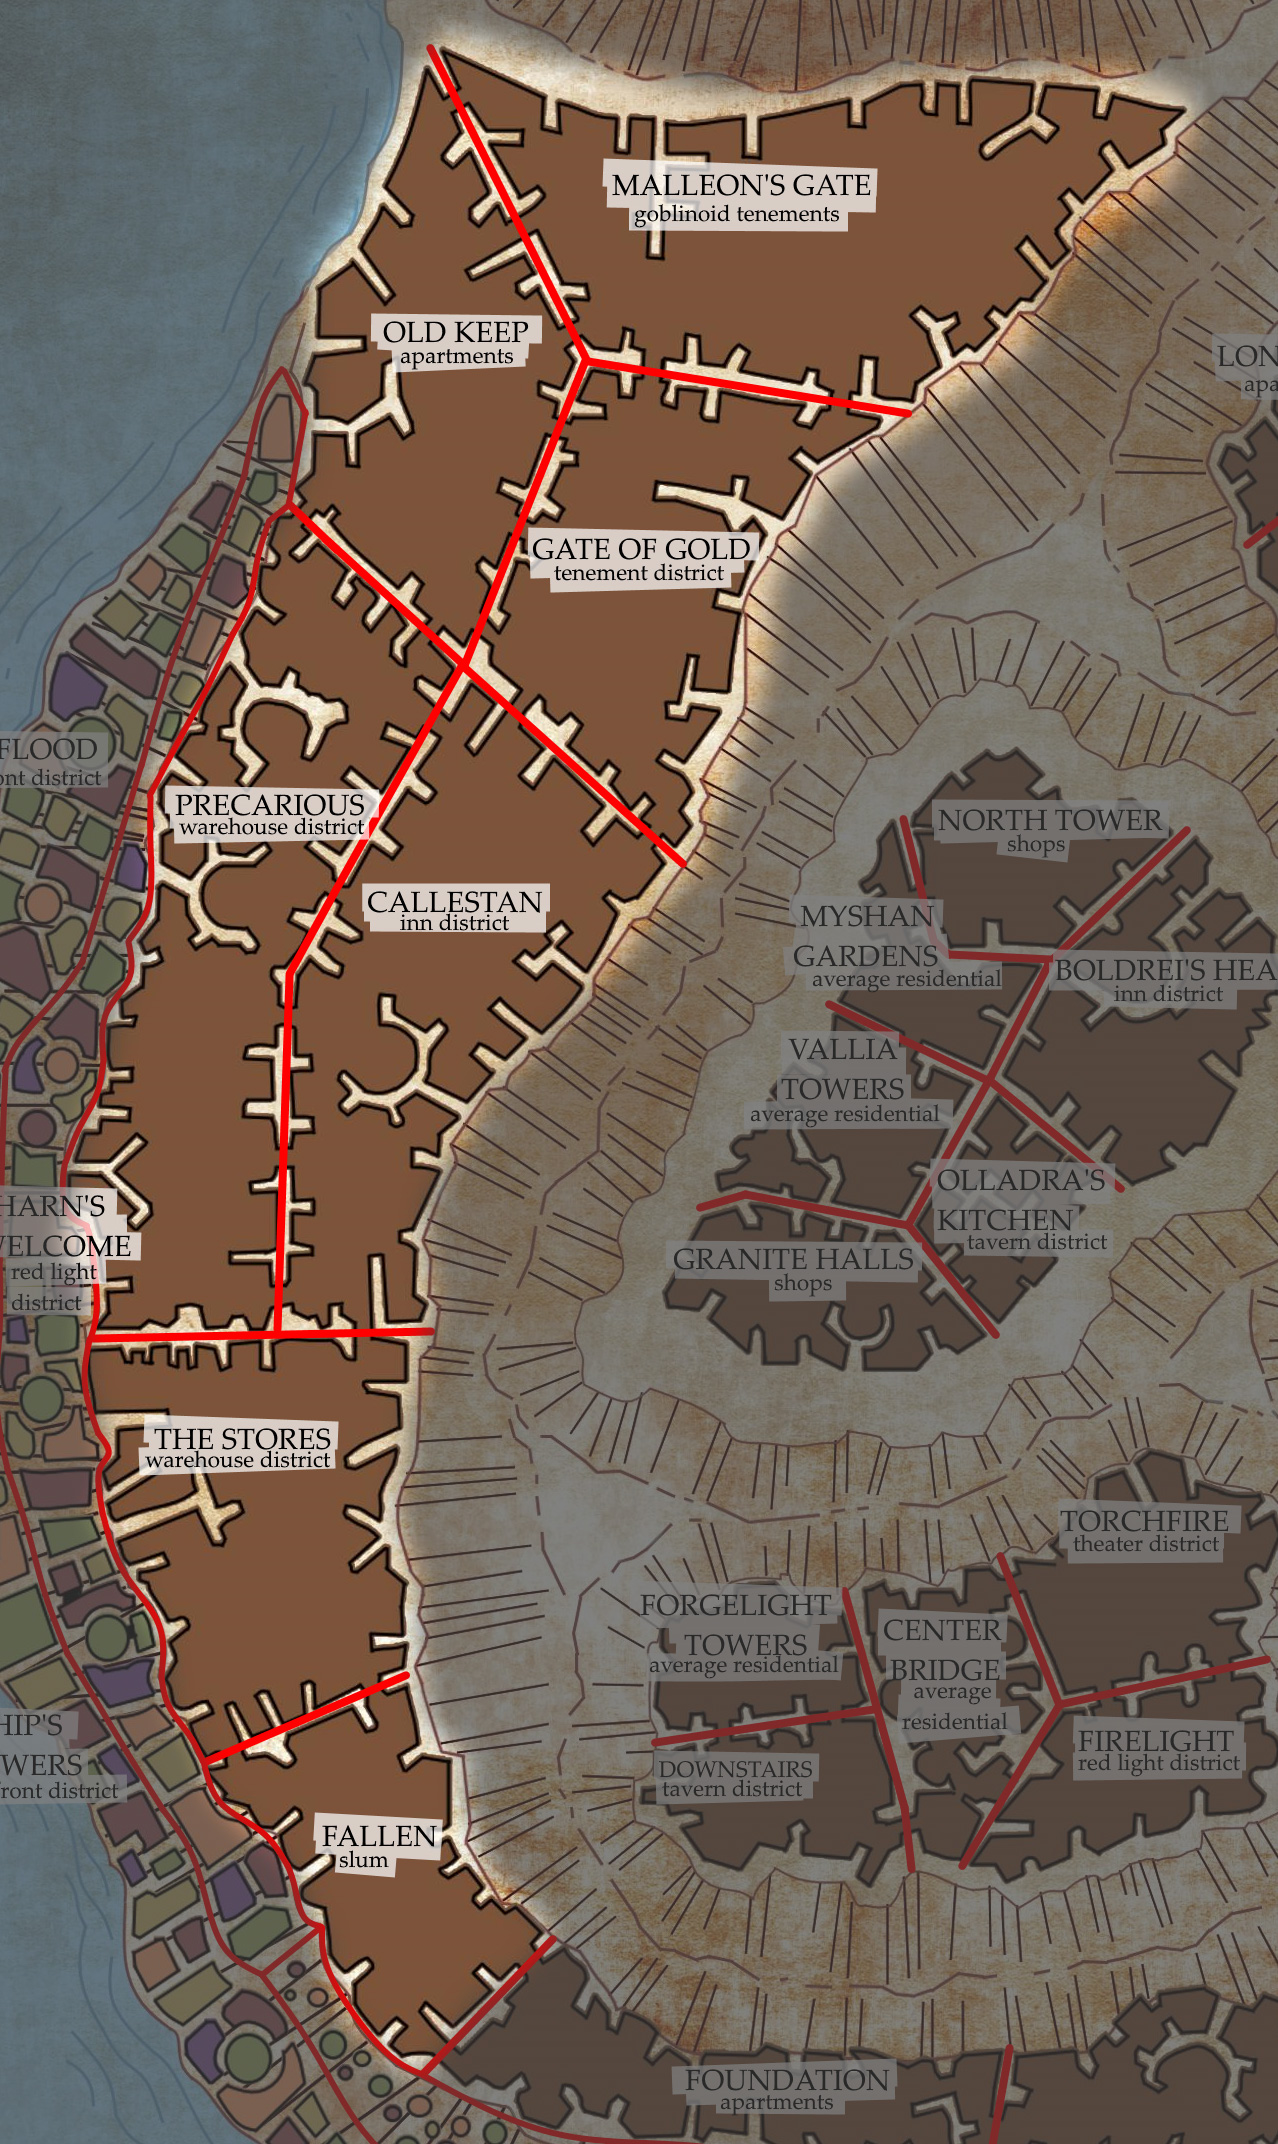 MALLEON'S GATE
goblinoid tenements
OLD KEEP
apartments
LON
apa
GATE OF GOLD
tenement district
FLOOD
ont district
PRECARIOUS
warehouse district
NORTH TOWER
shops
CALLESTAN
inn district
MYSHAN
GARDENS
average residential
BOLDREI'S HEA
inn district
VALLIA
TOWERS
average residential
OLLADRA'S
KITCHEN
tavern district
HARN'S
WELCOME
red light
district
GRANITE HALLS
shops
THE STORES
warehouse district
TORCHFIRE
theater district
FORGELIGHT
TOWERS
average residential
CENTER
BRIDGE
average
residential
HIP'S
WERS
front district
FIRELIGHT
red light district
DOWNSTAIRS
tavern district
FALLEN
slum
FOUNDATION
apartments